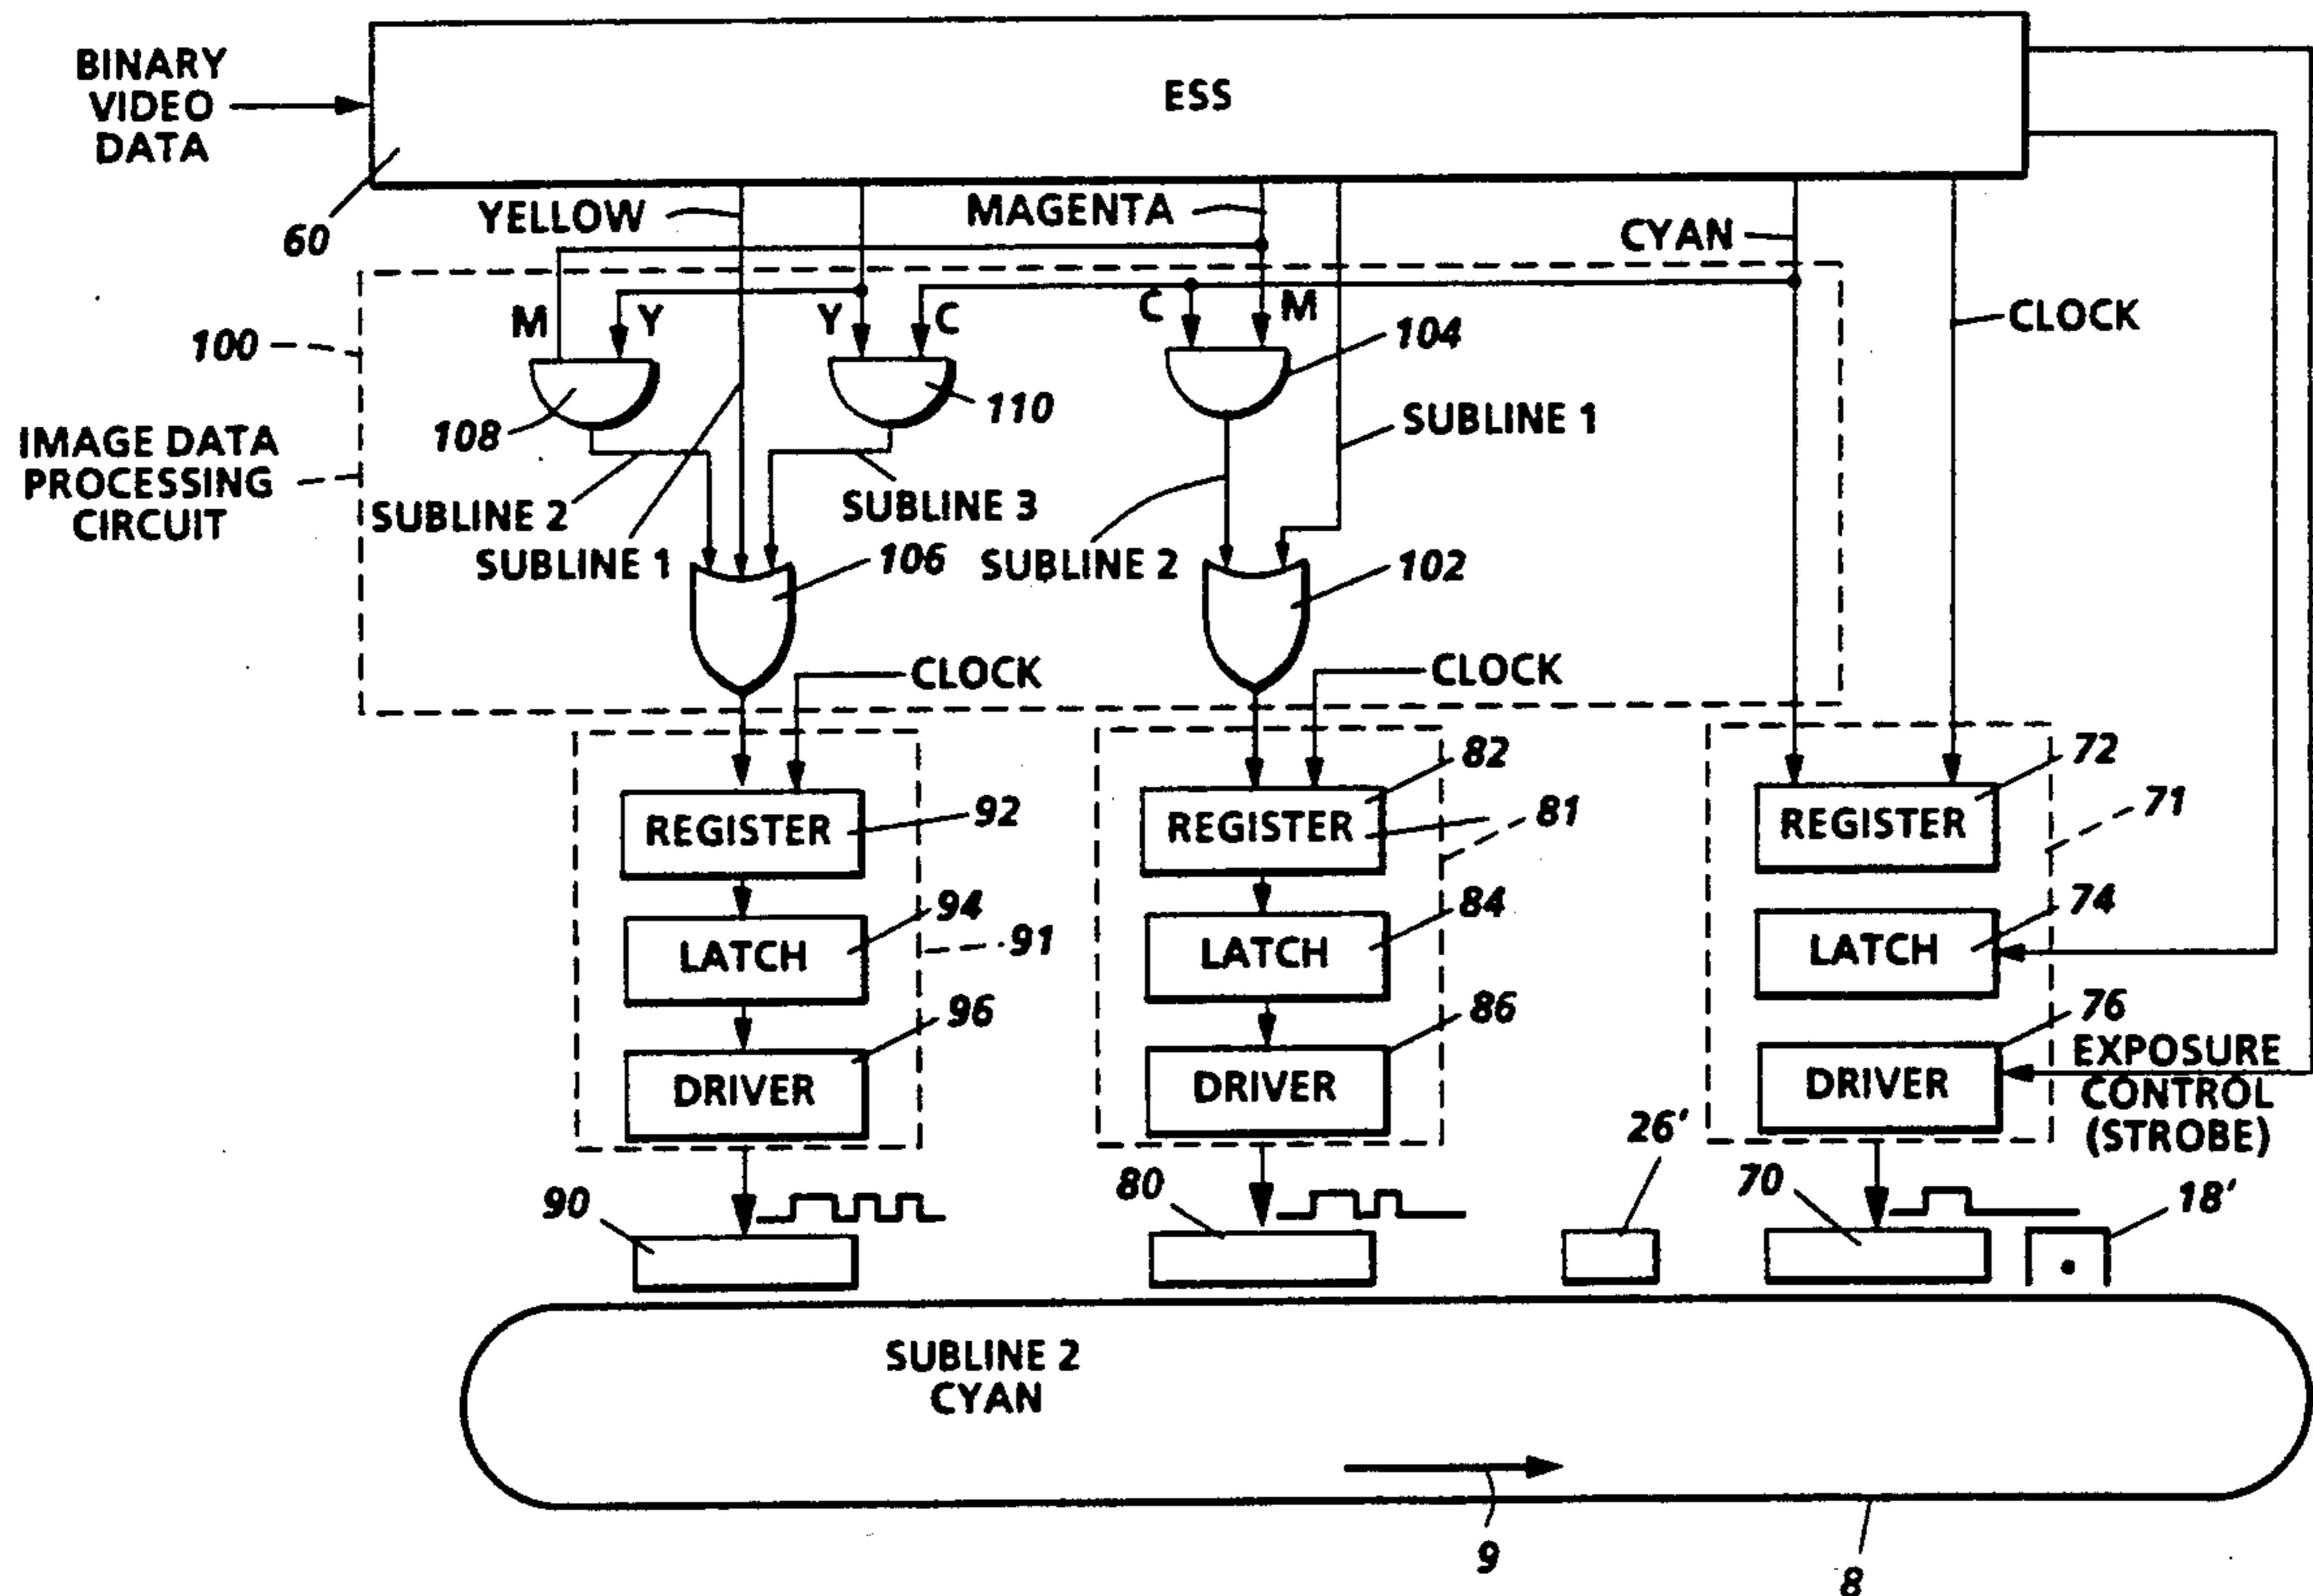 BINARY
VIDEO
DATA
ESS
60
YELLOW
MAGENTA
CYAN
M
Y
Y
C
C
M
CLOCK
100
104
108
110
IMAGE DATA
PROCESSING
CIRCUIT
SUBLINE 1
SUBLINE 2
SUBLINE 3
SUBLINE 1
106
SUBLINE 2
102
CLOCK
CLOCK
REGISTER
92
82
REGISTER
81
72
REGISTER
71
LATCH
94
91
LATCH
84
LATCH
74
DRIVER
96
DRIVER
86
DRIVER
76
EXPOSURE
CONTROL
(STROBE)
90
80
26'
70
18'
SUBLINE 2
CYAN
9
8